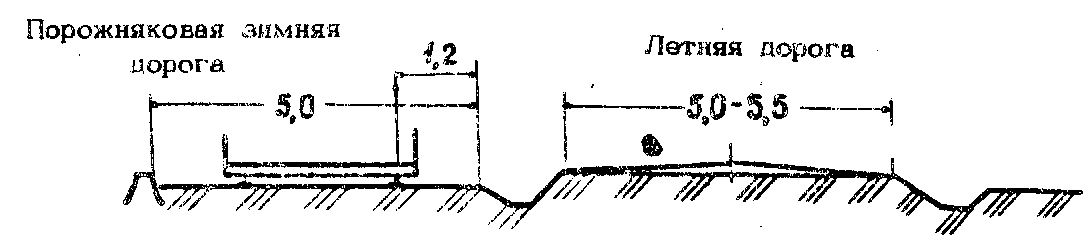 Порожняковая зимняя
дорога
1,2
5,0
Летняя дорога
5,0-5,5